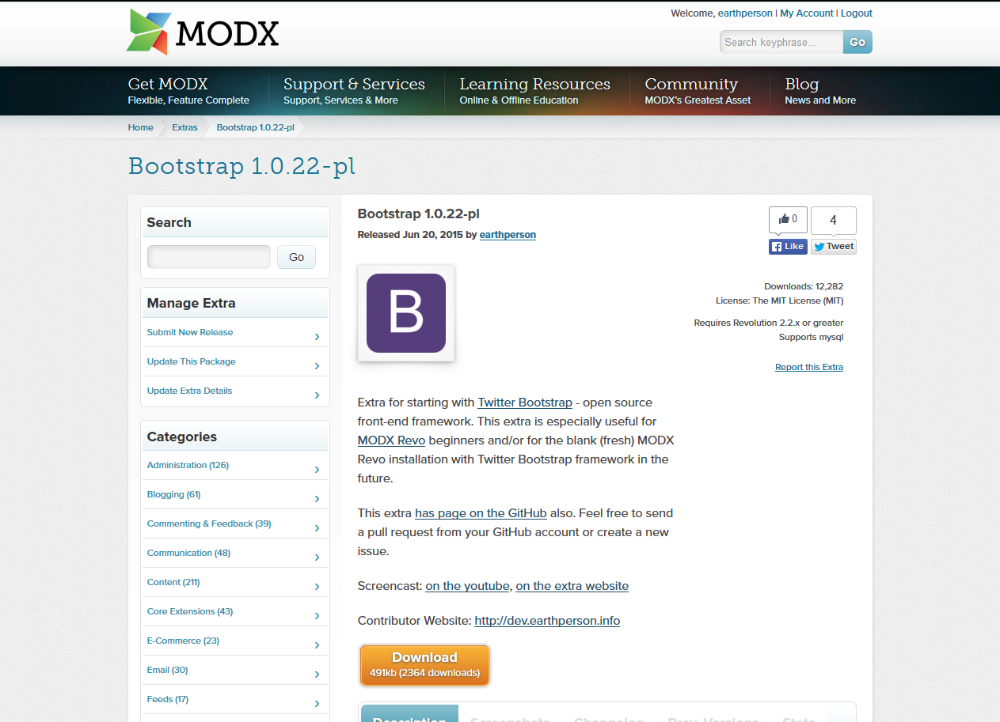 MODX
Welcome, earthperson | My Account | Logout
Search keyphrase...
Go
Get MODX
Flexible, Feature Complete
Support & Services
Support, Services & More
Learning Resources
Online & Offline Education
Community
MODX's Greatest Asset
Blog
News and More
Home
Extras
Bootstrap 1.0.22-pl
Bootstrap 1.0.22-pl
Search
Go
Manage Extra
Submit New Release
Update This Package
Update Extra Details
Categories
Administration (126)
Blogging (61)
Commenting & Feedback (39)
Communication (48)
Content (211)
Core Extensions (43)
E-Commerce (23)
Email (30)
Feeds (17)
Bootstrap 1.0.22-pl
Released Jun 20, 2015 by earthperson
0
4
Like
Tweet
B
Downloads: 12,282
License: The MIT License (MIT)
Requires Revolution 2.2.x or greater
Supports mysql
Report this Extra
Extra for starting with Twitter Bootstrap - open source
front-end framework. This extra is especially useful for
MODX Revo beginners and/or for the blank (fresh) MODX
Revo installation with Twitter Bootstrap framework in the
future.
This extra has page on the GitHub also. Feel free to send
a pull request from your GitHub account or create a new
issue.
Screencast: on the youtube, on the extra website
Contributor Website: http://dev.earthperson.info
Download
491kb (2364 downloads)
Description
Screenshots
Changelog
Prev. Versions
Stats